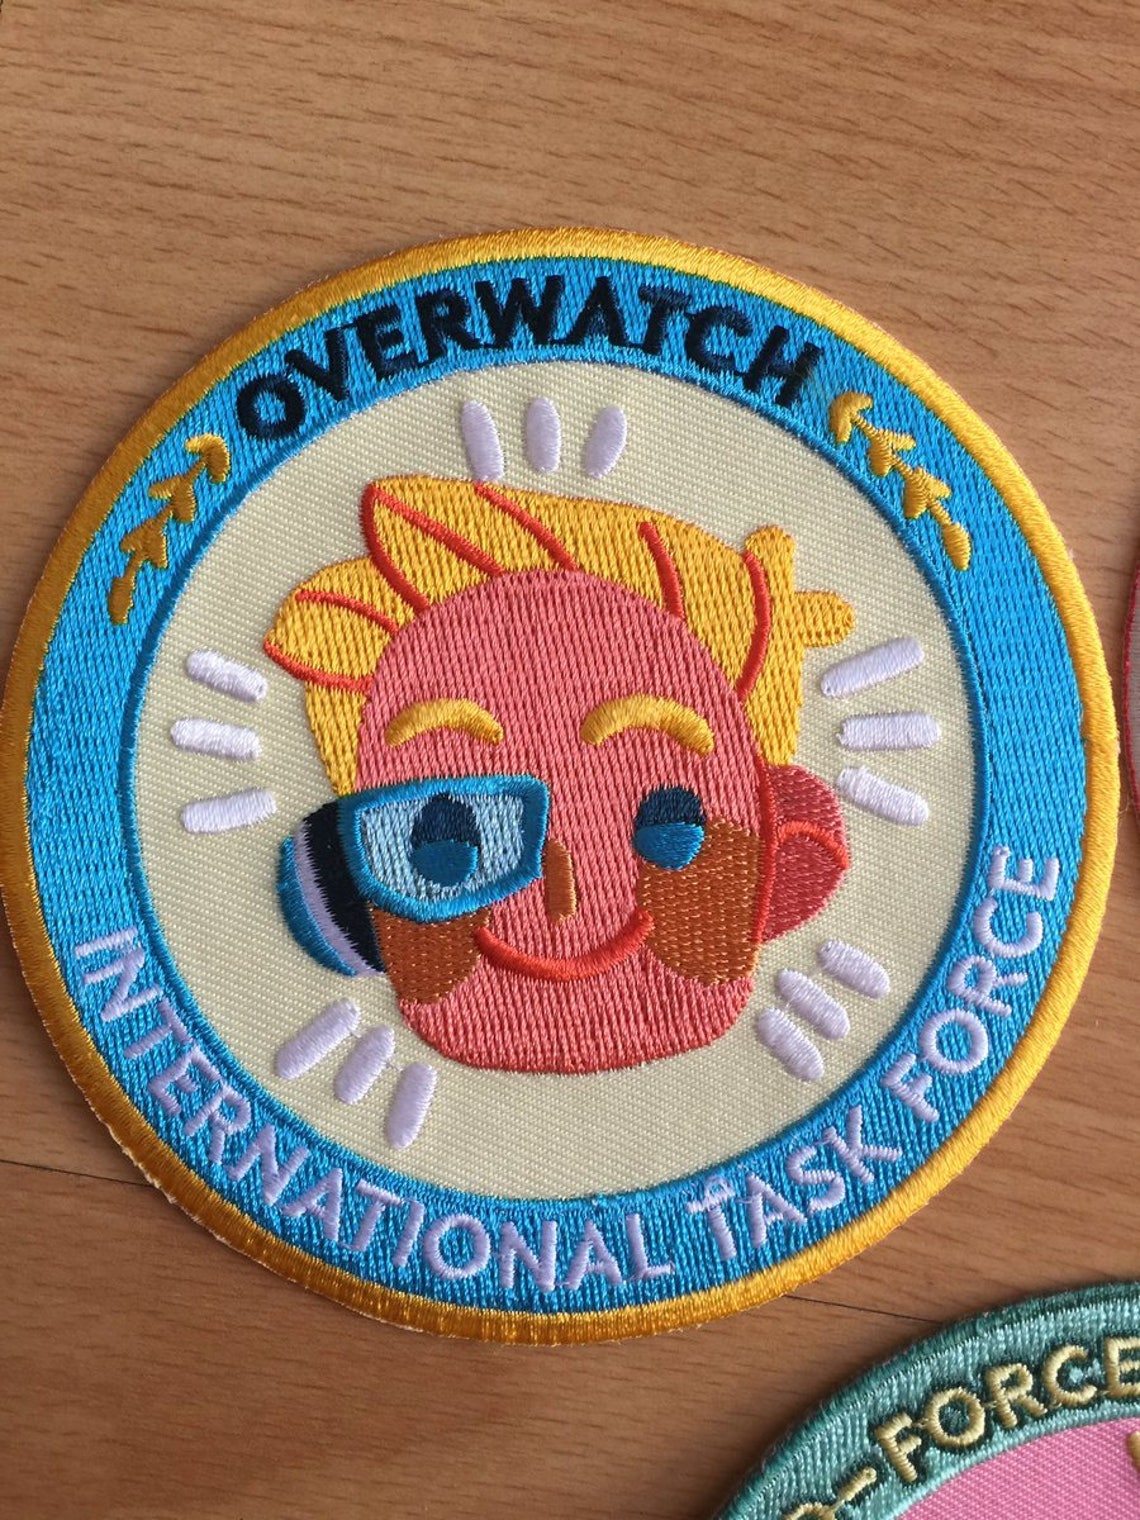 OVERWATCH
INTERNATIONAL TASK FORCE
-FORCE